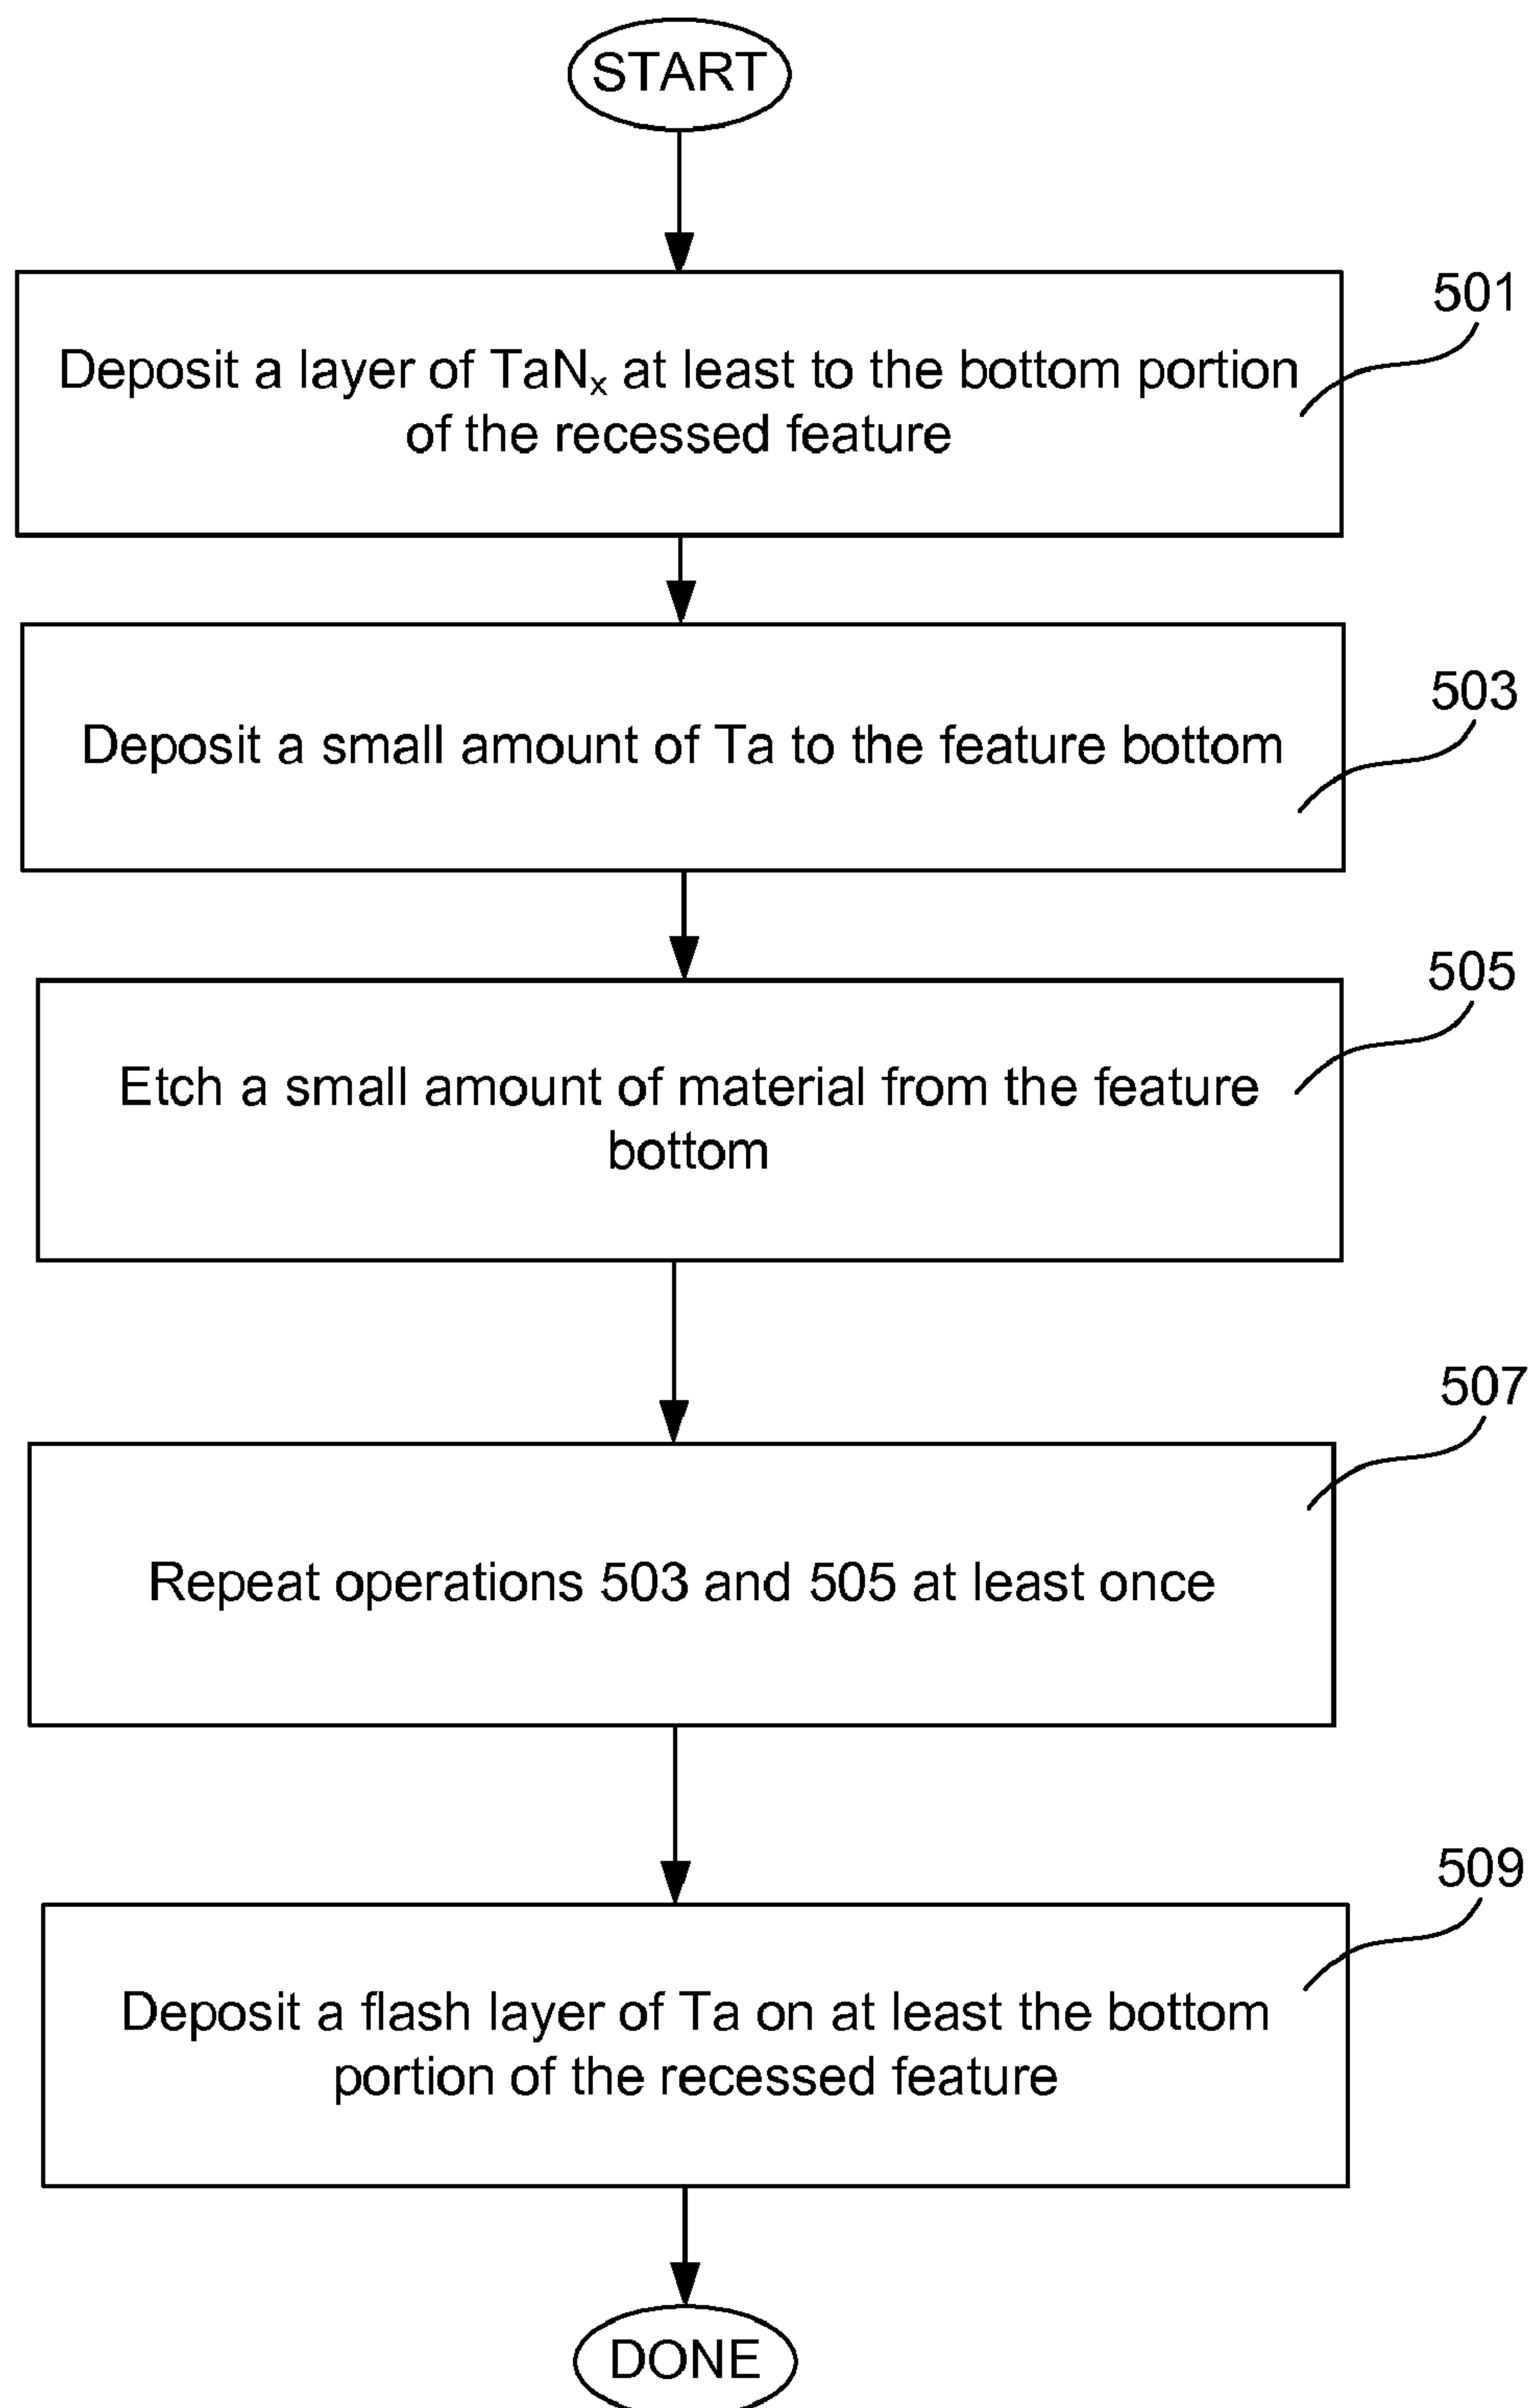 START
501
Deposit a layer of TaNₓ at least to the bottom portion
of the recessed feature
503
Deposit a small amount of Ta to the feature bottom
505
Etch a small amount of material from the feature
bottom
507
Repeat operations 503 and 505 at least once
509
Deposit a flash layer of Ta on at least the bottom
portion of the recessed feature
DONE